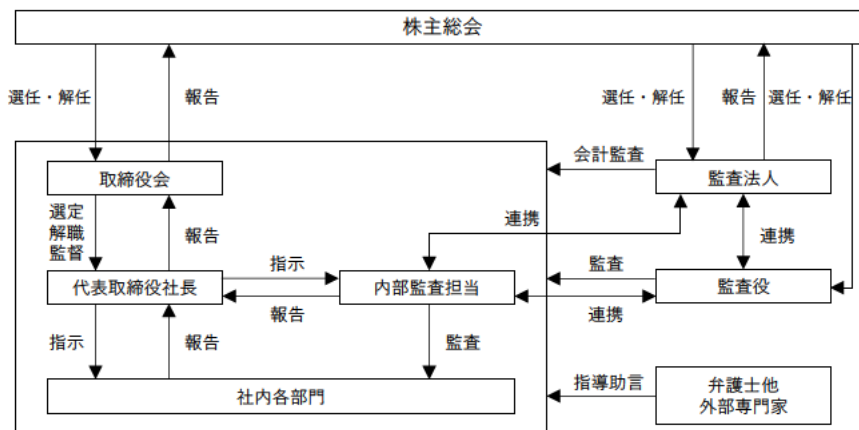 株主総会
選任・解任
報告
選任・解任
報告
選任・解任
会計監査
取締役会
監査法人
選定
解職
監督
報告
連携
連携
指示
監査
代表取締役社長
内部監査担当
監査役
報告
連携
指示
報告
監査
社内各部門
指導助言
弁護士他
外部専門家